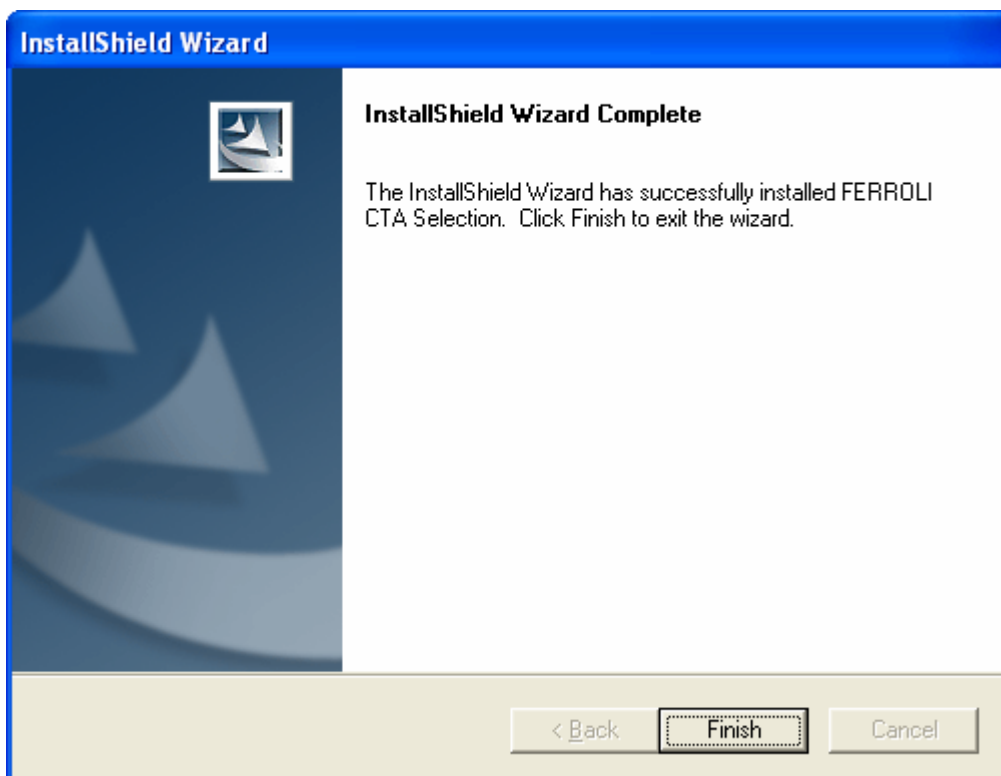 InstallShield Wizard
InstallShield Wizard Complete
The InstallShield Wizard has successfully installed FERROLI
CTA Selection.  Click Finish to exit the wizard.
< Back
Finish
Cancel